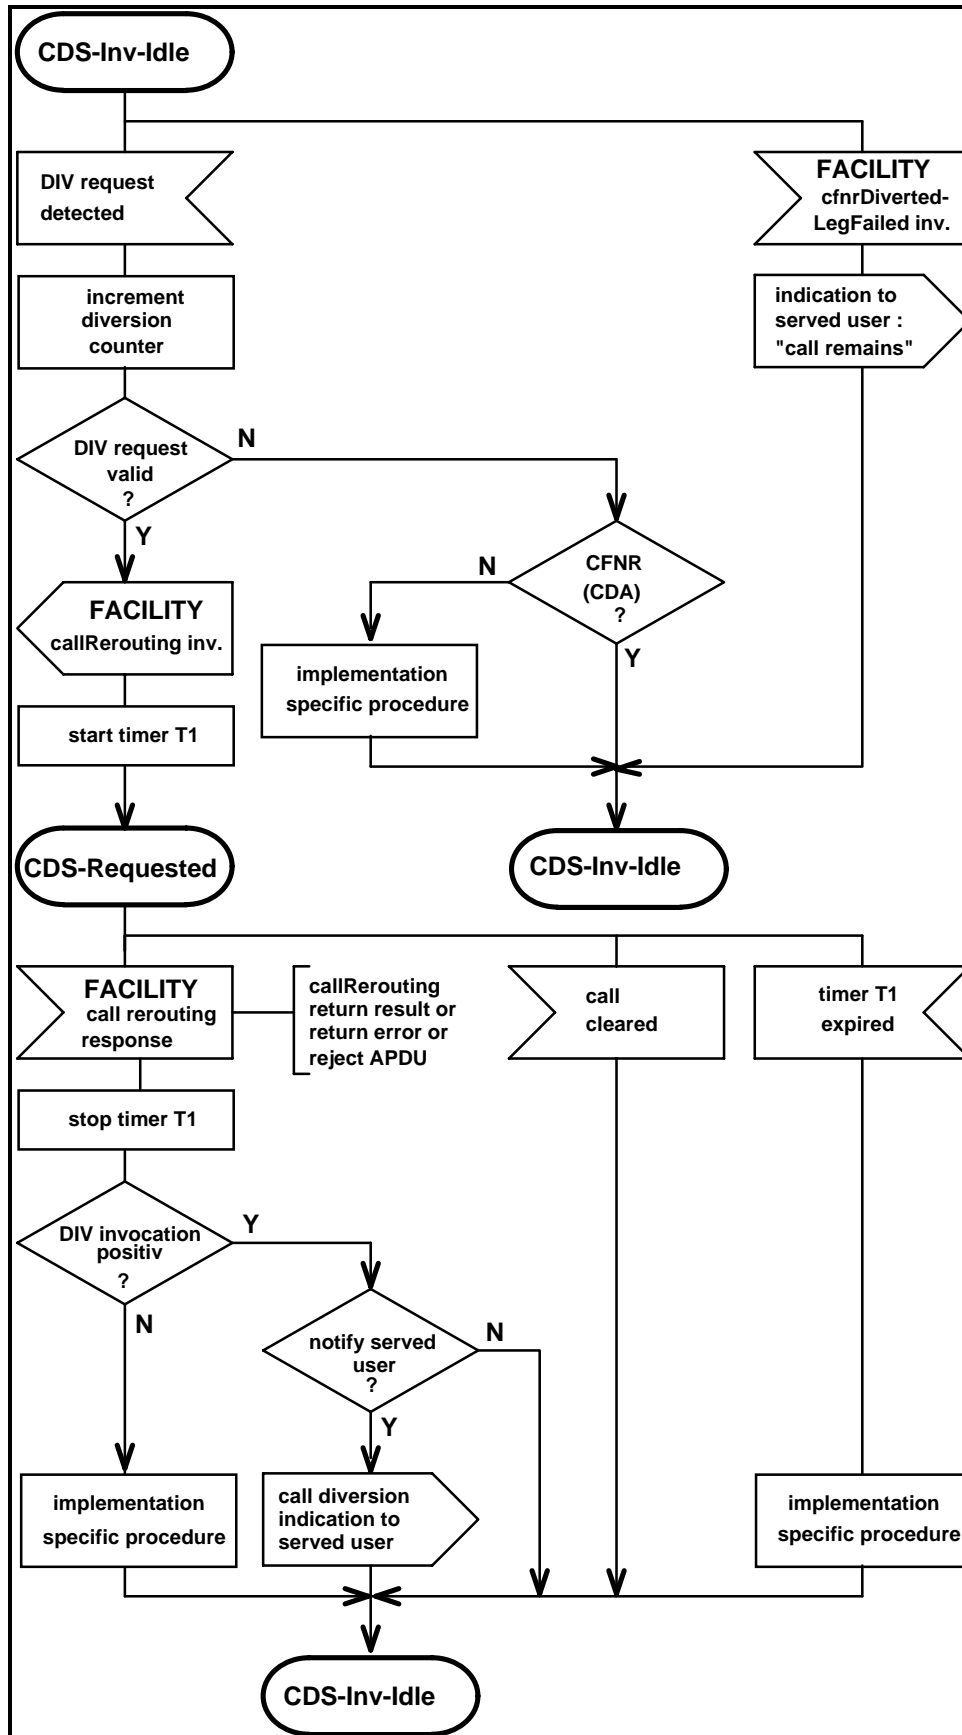 CDS-Inv-Idle
DIV request
detected
FACILITY
cfnrDiverted-
LegFailed inv.
increment
diversion
counter
indication to
served user :
"call remains"
DIV request
valid
?
N
Y
CFNR
(CDA)
?
N
Y
FACILITY
callRerouting inv.
implementation
specific procedure
start timer T1
CDS-Requested
CDS-Inv-Idle
FACILITY
call rerouting
response
callRerouting
return result or
return error or
reject APDU
call
cleared
timer T1
expired
stop timer T1
DIV invocation
positiv
?
Y
N
notify served
user
?
N
Y
implementation
specific procedure
call diversion
indication to
served user
implementation
specific procedure
CDS-Inv-Idle